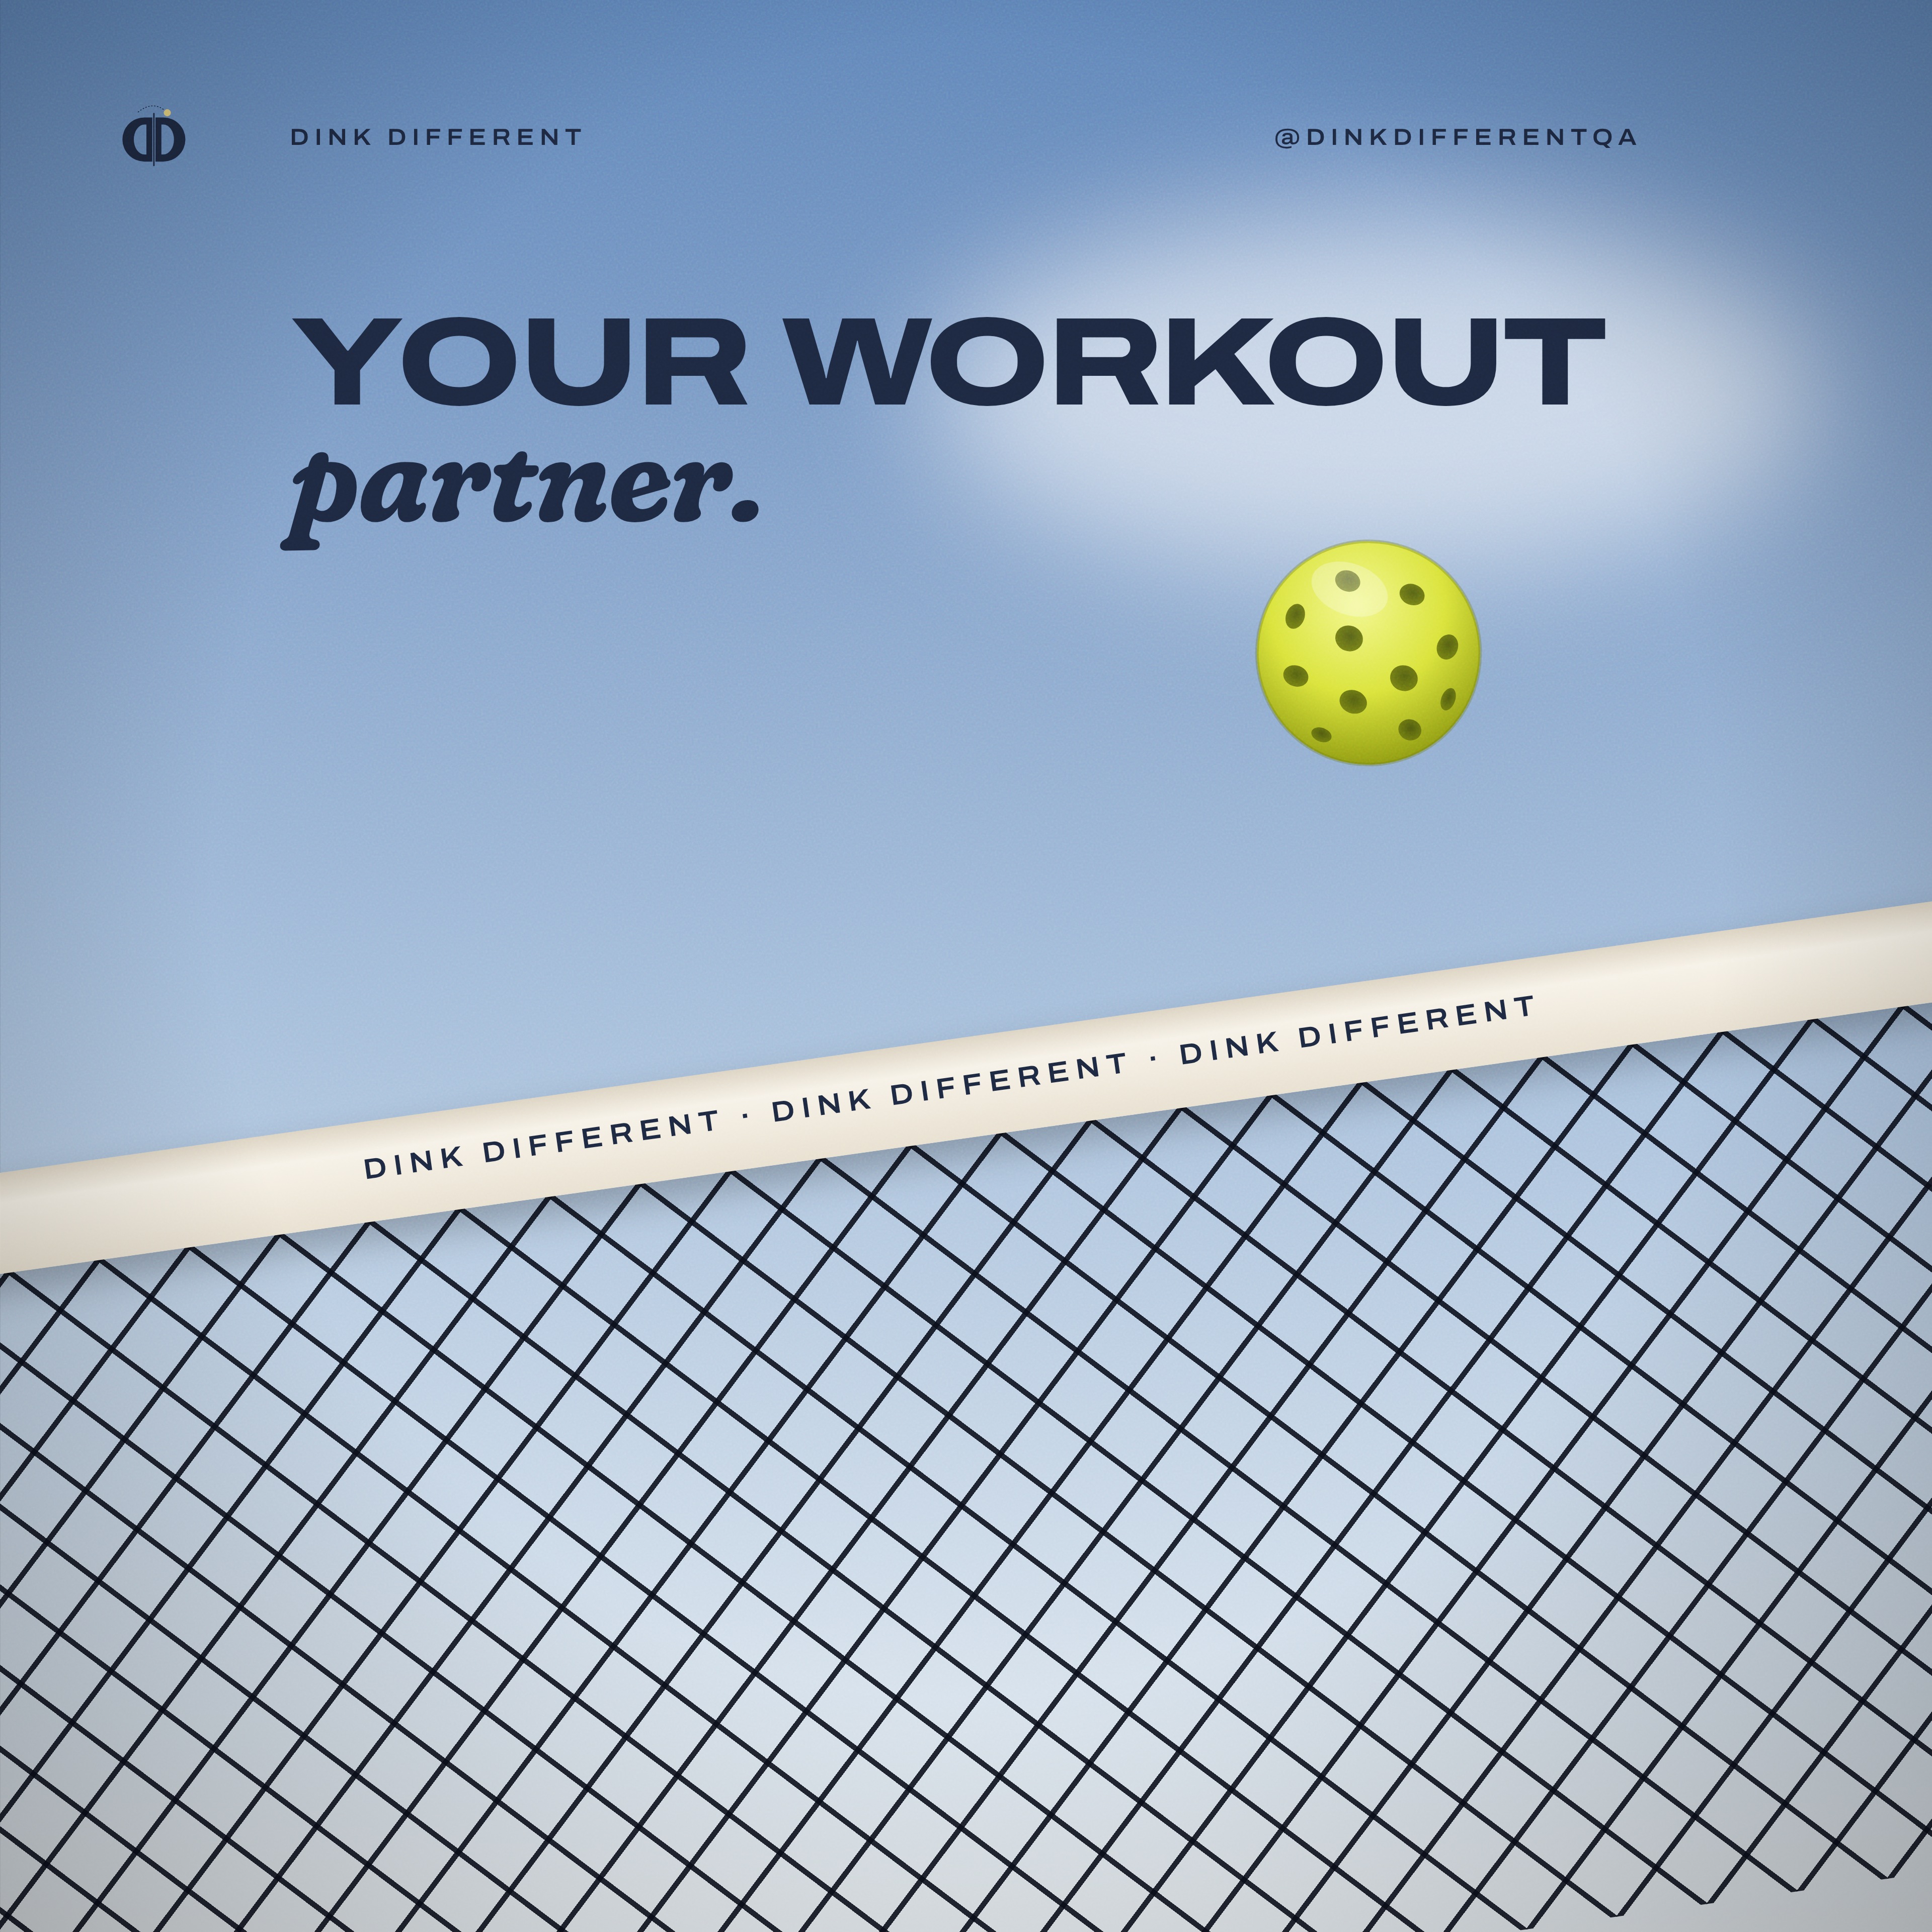 DINK DIFFERENT
@DINKDIFFERENTQA
YOUR WORKOUT
partner.
DINK DIFFERENT · DINK DIFFERENT · DINK DIFFERENT